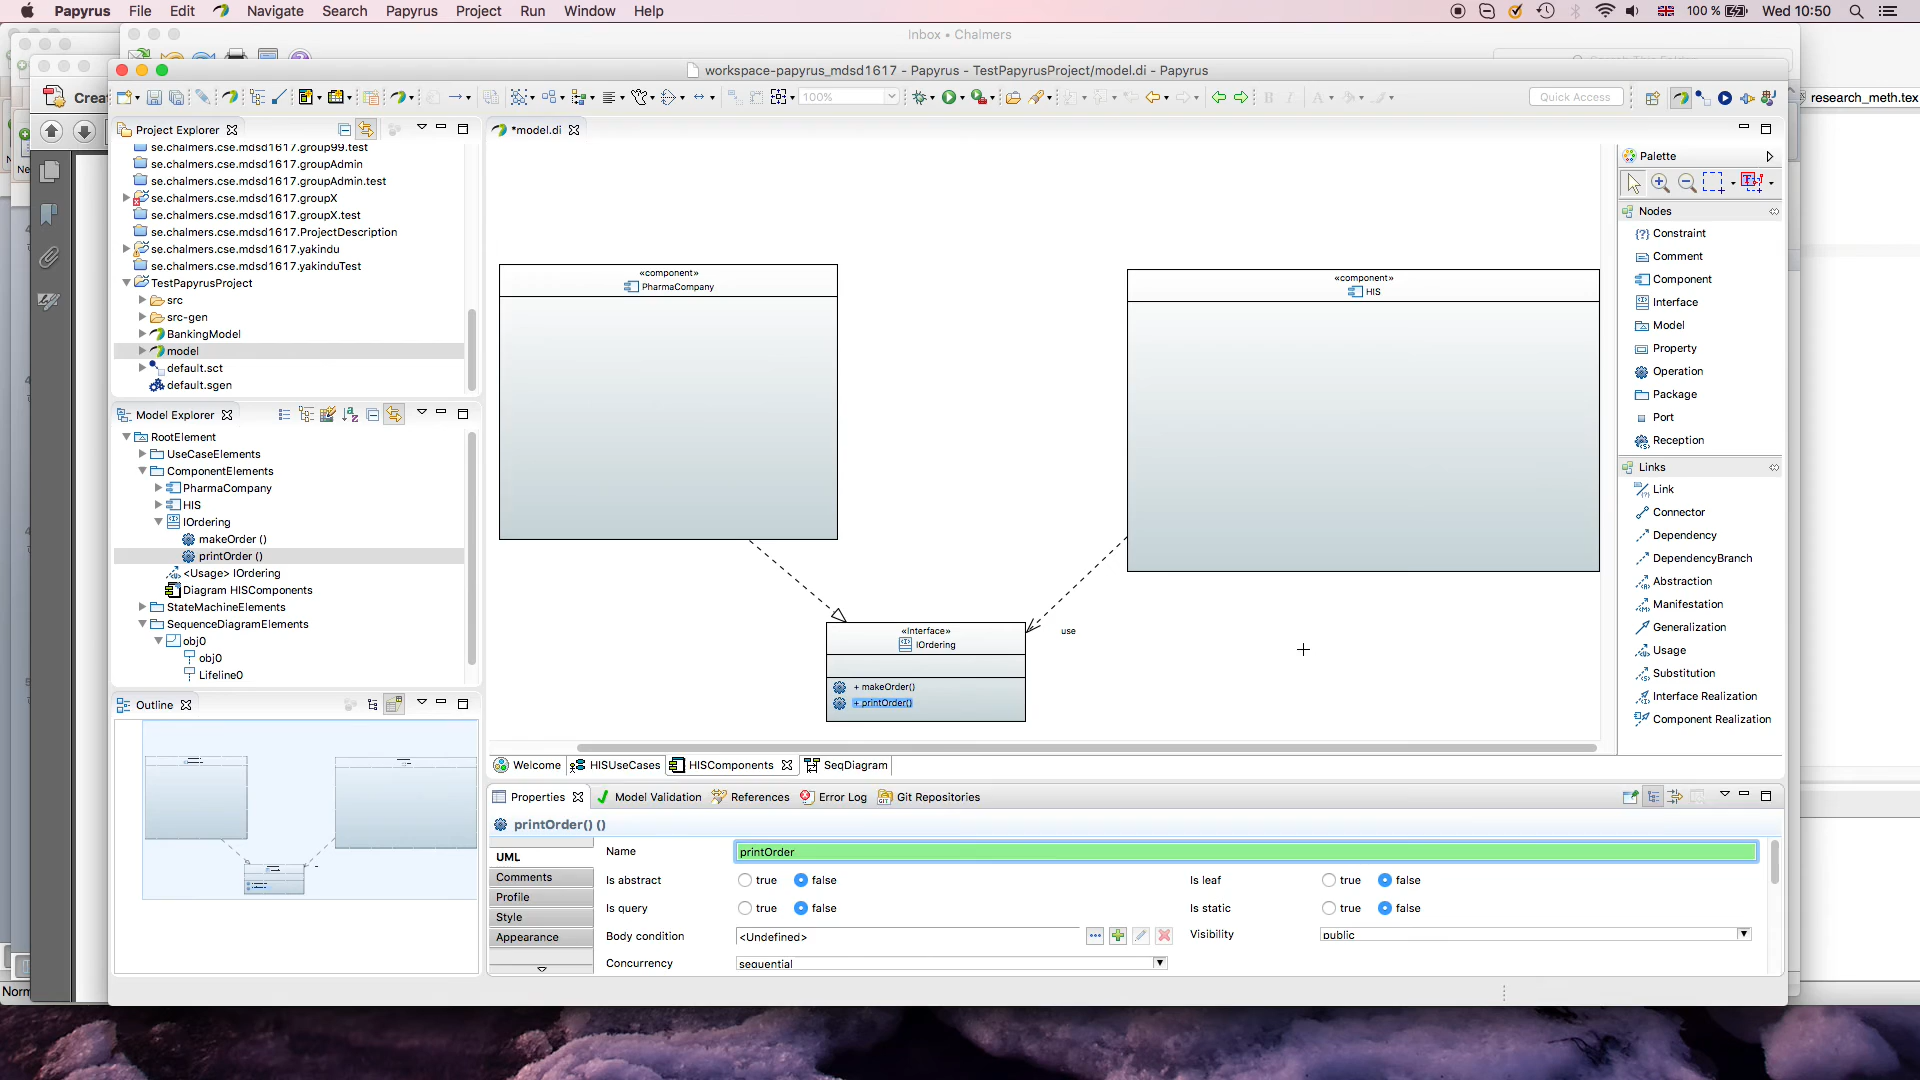 Papyrus File Edit Navigate Search Papyrus Project Run Window Help 100 % Wed 10:50
Inbox • Chalmers
workspace-papyrus_mdsd1617 - Papyrus - TestPapyrusProject/model.di - Papyrus
Crea
100%
Quick Access
research_meth.tex
Project Explorer
*model.di
se.chalmers.cse.mdsd1617.group99.test
se.chalmers.cse.mdsd1617.groupAdmin
se.chalmers.cse.mdsd1617.groupAdmin.test
se.chalmers.cse.mdsd1617.groupX
se.chalmers.cse.mdsd1617.groupX.test
se.chalmers.cse.mdsd1617.ProjectDescription
se.chalmers.cse.mdsd1617.yakindu
se.chalmers.cse.mdsd1617.yakinduTest
TestPapyrusProject
src
src-gen
BankingModel
model
default.sct
default.sgen
Model Explorer
RootElement
UseCaseElements
ComponentElements
PharmaCompany
HIS
IOrdering
makeOrder ()
printOrder ()
<Usage> IOrdering
Diagram HISComponents
StateMachineElements
SequenceDiagramElements
obj0
obj0
Lifeline0
Outline
Norm
«component»
PharmaCompany
«component»
HIS
use
«Interface»
IOrdering
+ makeOrder()
+ printOrder()
Palette
Nodes
Constraint
Comment
Component
Interface
Model
Property
Operation
Package
Port
Reception
Links
Link
Connector
Dependency
DependencyBranch
Abstraction
Manifestation
Generalization
Usage
Substitution
Interface Realization
Component Realization
Welcome HISUseCases HISComponents SeqDiagram
Properties Model Validation References Error Log Git Repositories
printOrder() ()
UML
Comments
Profile
Style
Appearance
Name printOrder
Is abstract true false Is leaf true false
Is query true false Is static true false
Body condition <Undefined> Visibility public
Concurrency sequential